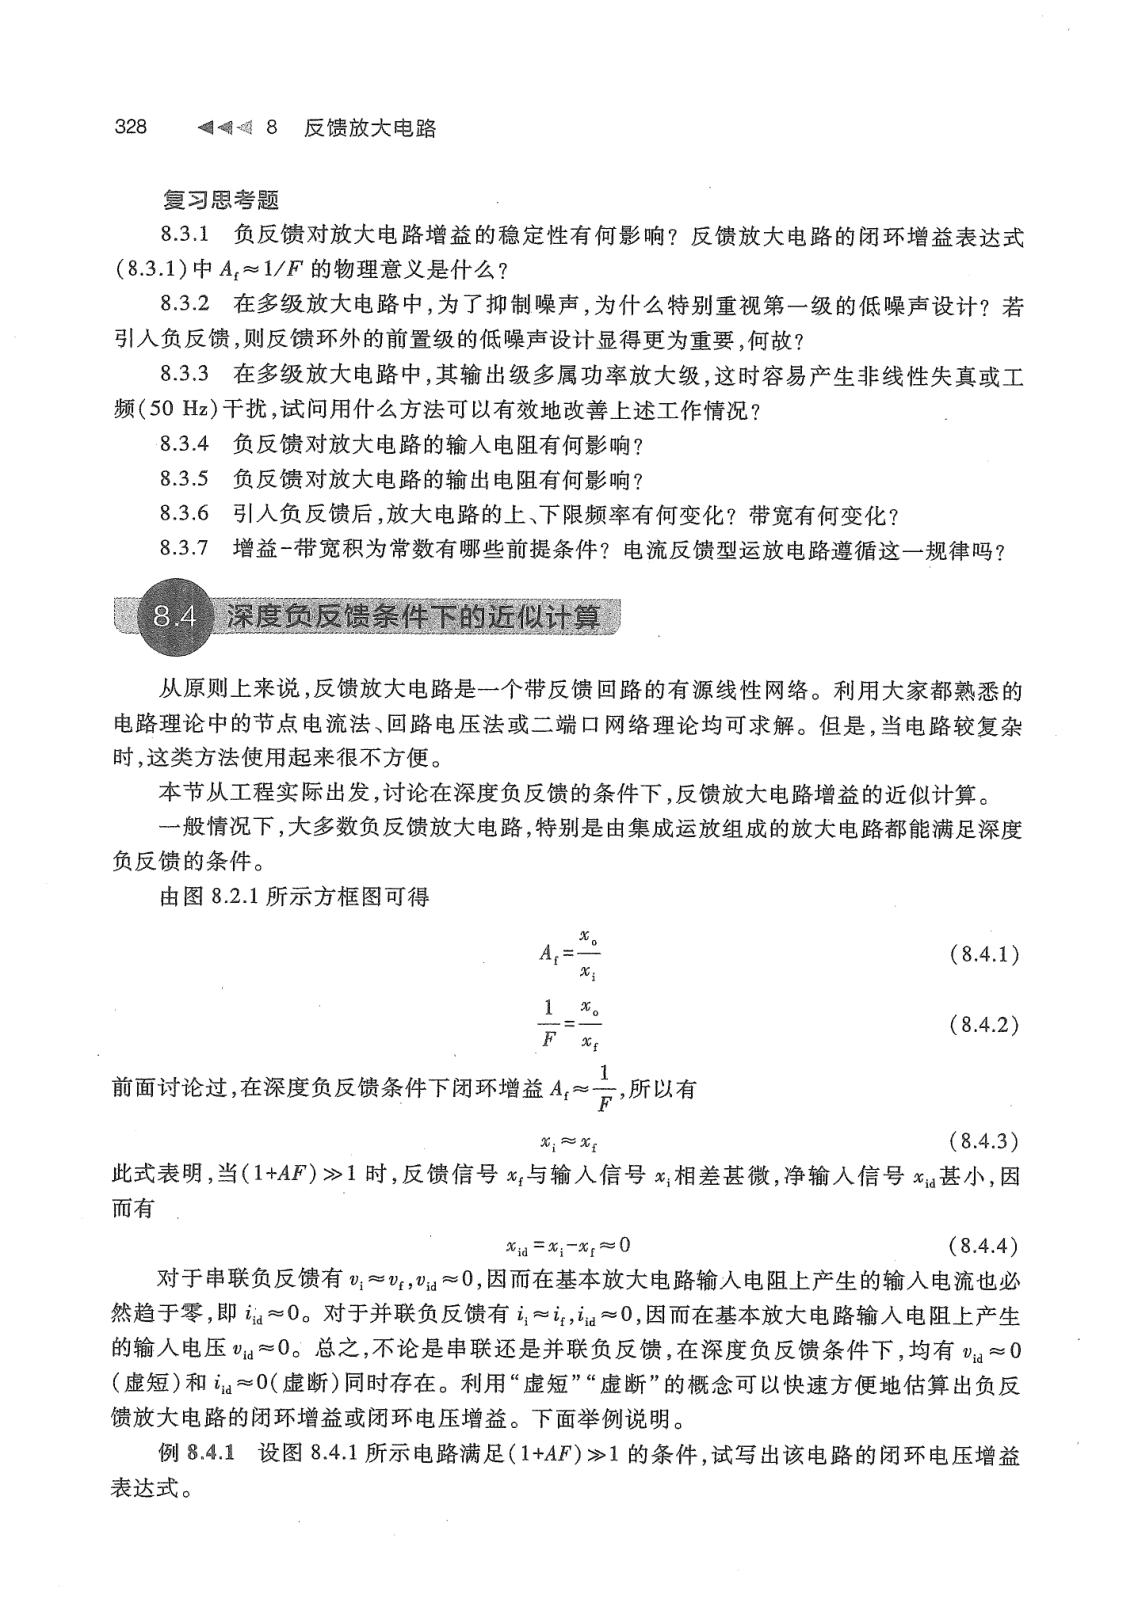 328 8 反馈放大电路
复习思考题
8.3.1 负反馈对放大电路增益的稳定性有何影响？反馈放大电路的闭环增益表达式
(8.3.1)中 A_f≈1/F 的物理意义是什么？
8.3.2 在多级放大电路中,为了抑制噪声,为什么特别重视第一级的低噪声设计？若
引入负反馈,则反馈环外的前置级的低噪声设计显得更为重要,何故？
8.3.3 在多级放大电路中,其输出级多属功率放大级,这时容易产生非线性失真或工
频(50 Hz)干扰,试问用什么方法可以有效地改善上述工作情况？
8.3.4 负反馈对放大电路的输入电阻有何影响？
8.3.5 负反馈对放大电路的输出电阻有何影响？
8.3.6 引入负反馈后,放大电路的上、下限频率有何变化？带宽有何变化？
8.3.7 增益-带宽积为常数有哪些前提条件？电流反馈型运放电路遵循这一规律吗？
8.4 深度负反馈条件下的近似计算
从原则上来说,反馈放大电路是一个带反馈回路的有源线性网络。利用大家都熟悉的
电路理论中的节点电流法、回路电压法或二端口网络理论均可求解。但是,当电路较复杂
时,这类方法使用起来很不方便。
本节从工程实际出发,讨论在深度负反馈的条件下,反馈放大电路增益的近似计算。
一般情况下,大多数负反馈放大电路,特别是由集成运放组成的放大电路都能满足深度
负反馈的条件。
由图 8.2.1 所示方框图可得
A_f=x_o/x_i (8.4.1)
1/F=x_o/x_f (8.4.2)
前面讨论过,在深度负反馈条件下闭环增益 A_f≈1/F,所以有
x_i≈x_f (8.4.3)
此式表明,当(1+AF)≫1 时,反馈信号 x_f与输入信号 x_i相差甚微,净输入信号 x_id甚小,因
而有
x_id=x_i-x_f≈0 (8.4.4)
对于串联负反馈有 v_i≈v_f,v_id≈0,因而在基本放大电路输入电阻上产生的输入电流也必
然趋于零,即 i_id≈0。对于并联负反馈有 i_i≈i_f,i_id≈0,因而在基本放大电路输入电阻上产生
的输入电压 v_id≈0。总之,不论是串联还是并联负反馈,在深度负反馈条件下,均有 v_id≈0
(虚短)和 i_id≈0(虚断)同时存在。利用“虚短”“虚断”的概念可以快速方便地估算出负反
馈放大电路的闭环增益或闭环电压增益。下面举例说明。
例 8.4.1 设图 8.4.1 所示电路满足(1+AF)≫1 的条件,试写出该电路的闭环电压增益
表达式。